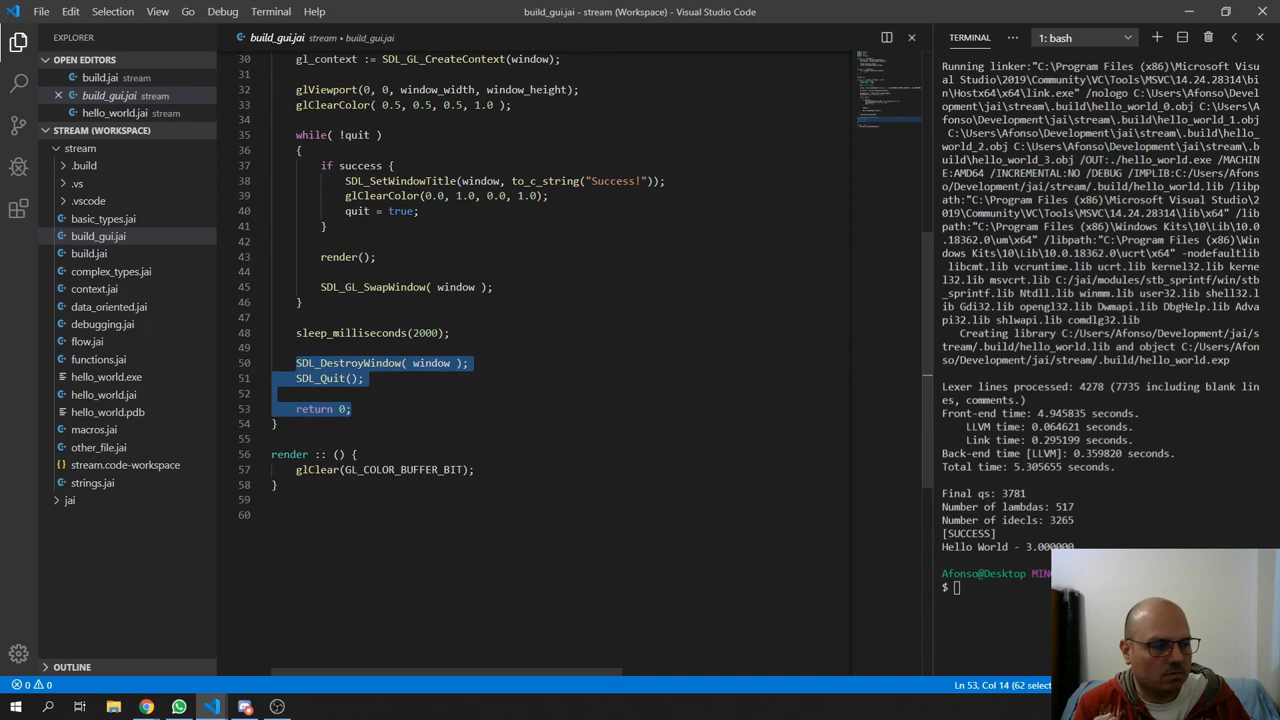 File Edit Selection View Go Debug Terminal Help
build_gui.jai - stream (Workspace) - Visual Studio Code
EXPLORER
OPEN EDITORS
build.jai stream
build_gui.jai stream
hello_world.jai stream
STREAM (WORKSPACE)
stream
.build
.vs
.vscode
basic_types.jai
build_gui.jai
build.jai
complex_types.jai
context.jai
data_oriented.jai
debugging.jai
flow.jai
functions.jai
hello_world.exe
hello_world.jai
hello_world.pdb
macros.jai
other_file.jai
stream.code-workspace
strings.jai
jai
OUTLINE
build_gui.jai stream • build_gui.jai
30 gl_context := SDL_GL_CreateContext(window);
31
32 glViewport(0, 0, window_width, window_height);
33 glClearColor( 0.5, 0.5, 0.5, 1.0 );
34
35 while( !quit )
36 {
37 if success {
38 SDL_SetWindowTitle(window, to_c_string("Success!"));
39 glClearColor(0.0, 1.0, 0.0, 1.0);
40 quit = true;
41 }
42
43 render();
44
45 SDL_GL_SwapWindow( window );
46 }
47
48 sleep_milliseconds(2000);
49
50 SDL_DestroyWindow( window );
51 SDL_Quit();
52
53 return 0;
54 }
55
56 render :: () {
57 glClear(GL_COLOR_BUFFER_BIT);
58 }
59
60
TERMINAL ··· 1: bash
Running linker:"C:\Program Files (x86)\Microsoft Visu
al Studio\2019\Community\VC\Tools\MSVC\14.24.28314\bi
n\Hostx64\x64\link.exe" /nologo C:/Users/Afonso/Devel
opment/jai/stream\.build/hello_world_0.obj C:/Users/A
fonso/Development/jai/stream\.build/hello_world_1.obj
C:/Users/Afonso/Development/jai/stream\.build/hello_
world_2.obj C:/Users/Afonso/Development/jai/stream\.b
uild/hello_world_3.obj /OUT:./hello_world.exe /MACHIN
E:AMD64 /INCREMENTAL:NO /DEBUG /IMPLIB:C:/Users/Afons
o/Development/jai/stream/.build/hello_world.lib /libp
ath:"C:\Program Files (x86)\Microsoft Visual Studio\2
019\Community\VC\Tools\MSVC\14.24.28314\lib\x64" /lib
path:"C:\Program Files (x86)\Windows Kits\10\Lib\10.0
.18362.0\um\x64" /libpath:"C:\Program Files (x86)\Win
dows Kits\10\Lib\10.0.18362.0\ucrt\x64" -nodefaultlib
libcmt.lib vcruntime.lib ucrt.lib kernel32.lib kerne
l32.lib msvcrt.lib C:/jai/modules/stb_sprintf/win/stb
_sprintf.lib Ntdll.lib winmm.lib user32.lib shell32.l
ib Gdi32.lib opengl32.lib Dwmapi.lib DbgHelp.lib Adva
pi32.lib shlwapi.lib comdlg32.lib
Creating library C:/Users/Afonso/Development/jai/s
tream/.build/hello_world.lib and object C:/Users/Afon
so/Development/jai/stream/.build/hello_world.exp
Lexer lines processed: 4278 (7735 including blank lin
es, comments.)
Front-end time: 4.945835 seconds.
LLVM time: 0.064621 seconds.
Link time: 0.295199 seconds.
Back-end time [LLVM]: 0.359820 seconds.
Total time: 5.305655 seconds.
Final qs: 3781
Number of lambdas: 517
Number of idecls: 3265
[SUCCESS]
Hello World - 3.000000
Afonso@Desktop
$
0 0
Ln 53, Col 14 (62